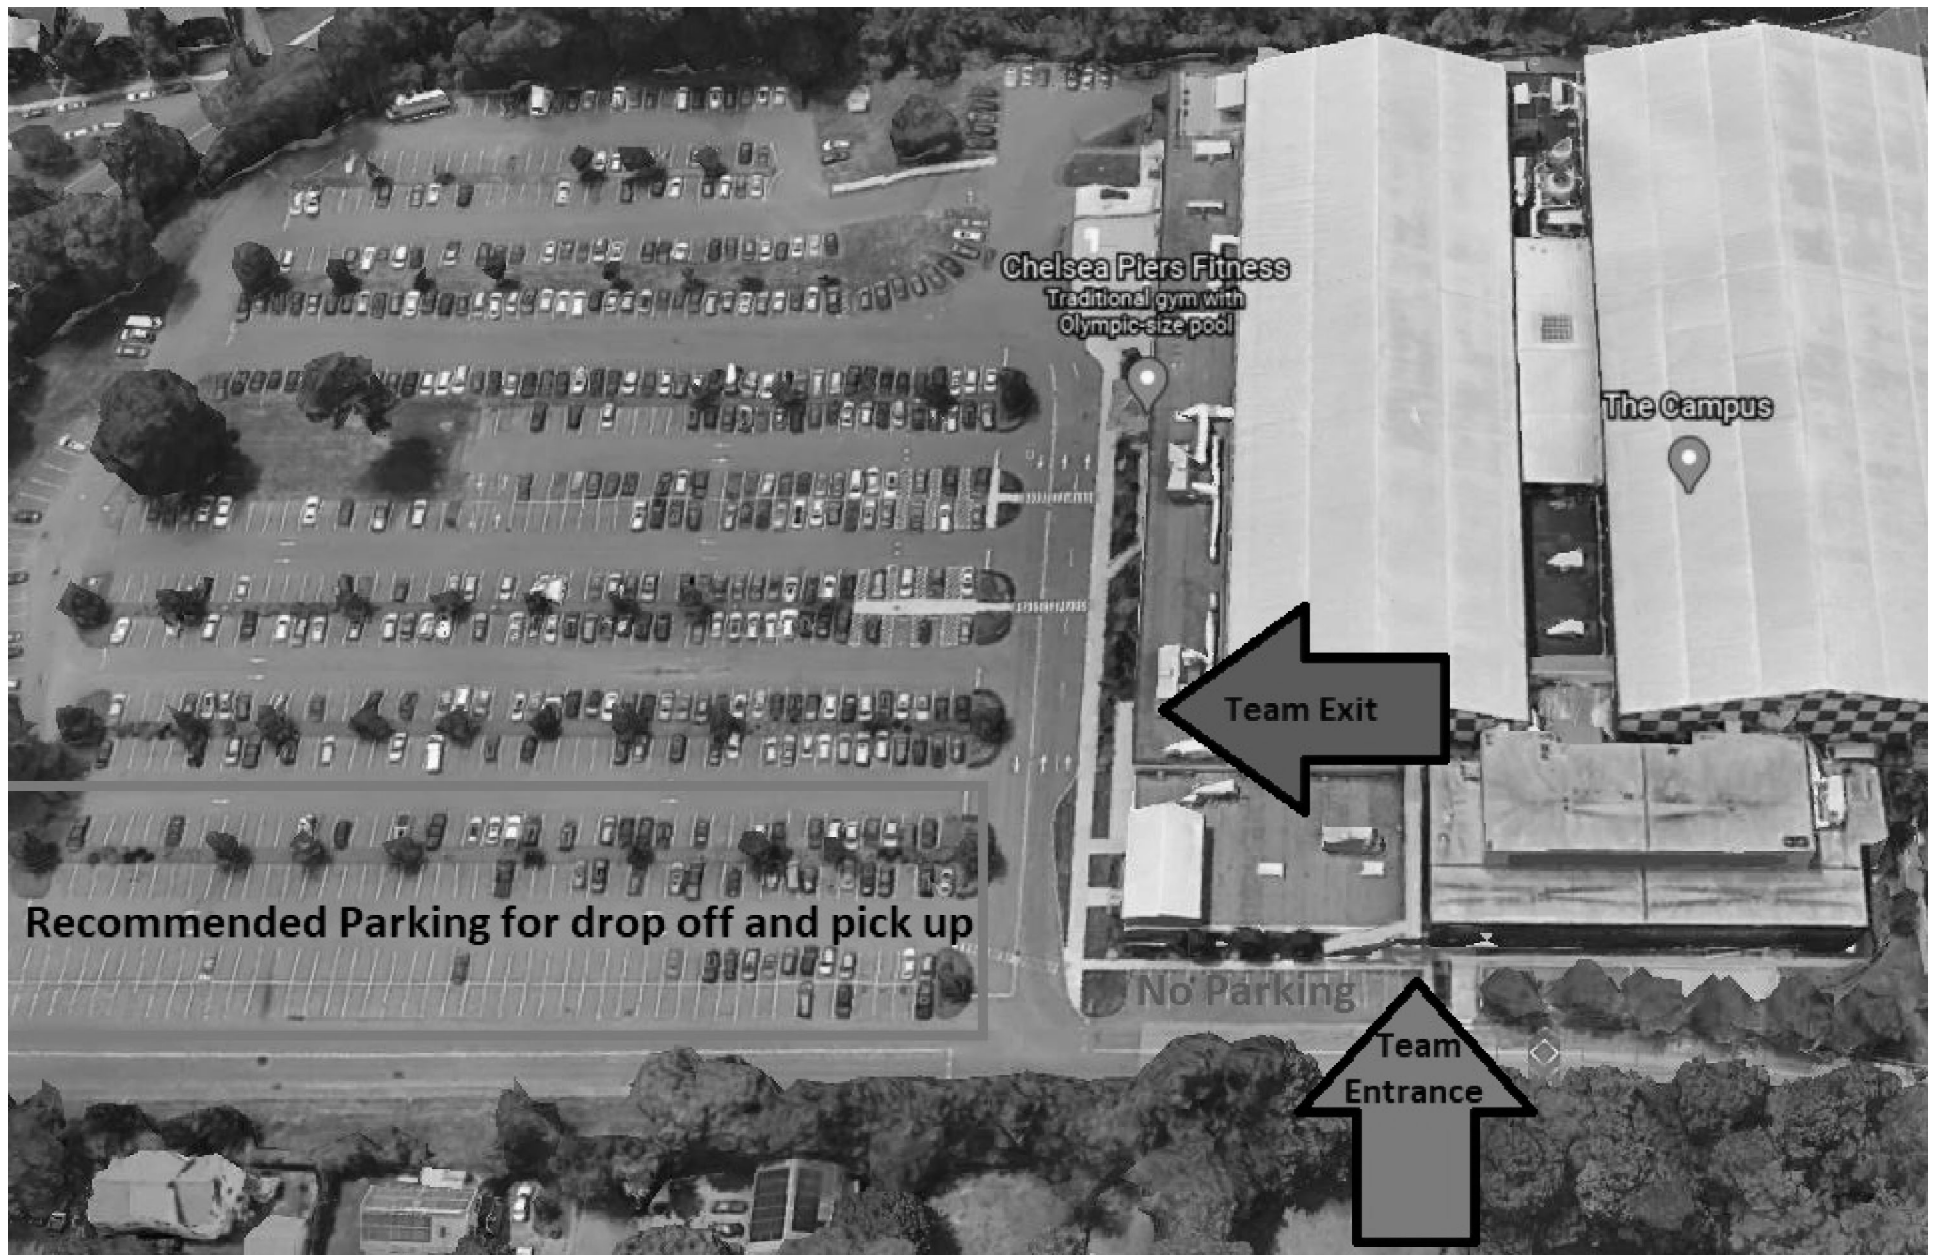 Chelsea Piers Fitness
Traditional gym with
Olympic-size pool
The Campus
Team Exit
Recommended Parking for drop off and pick up
No Parking
Team
Entrance